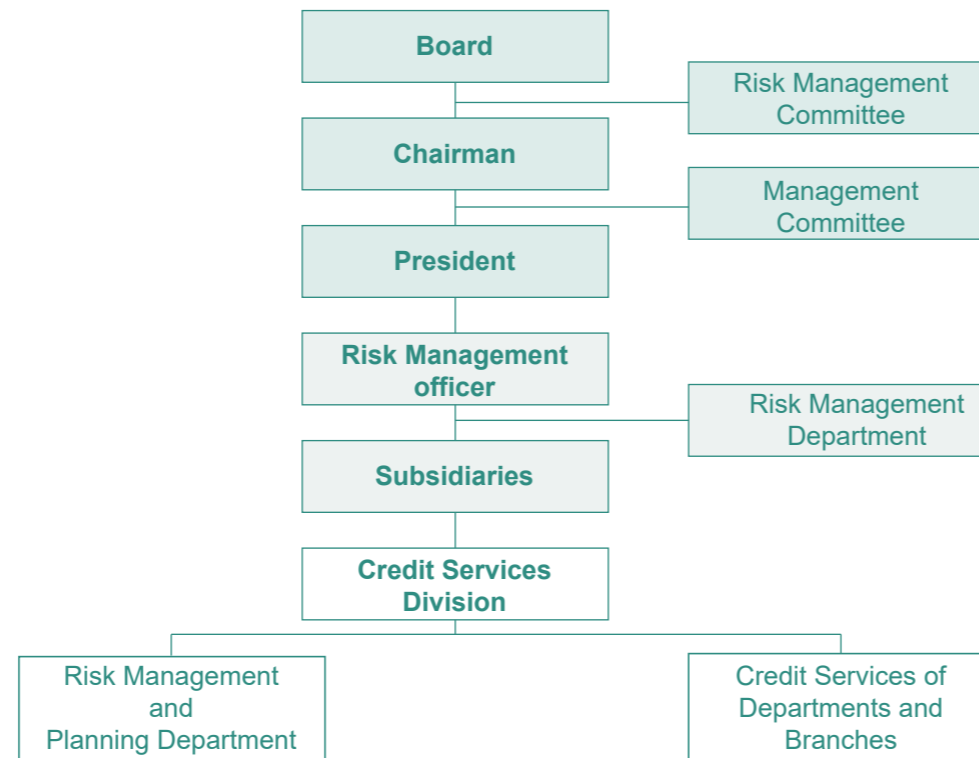 Board
Risk Management
Committee
Chairman
Management
Committee
President
Risk Management
officer
Risk Management
Department
Subsidiaries
Credit Services
Division
Risk Management
and
Planning Department
Credit Services of
Departments and
Branches